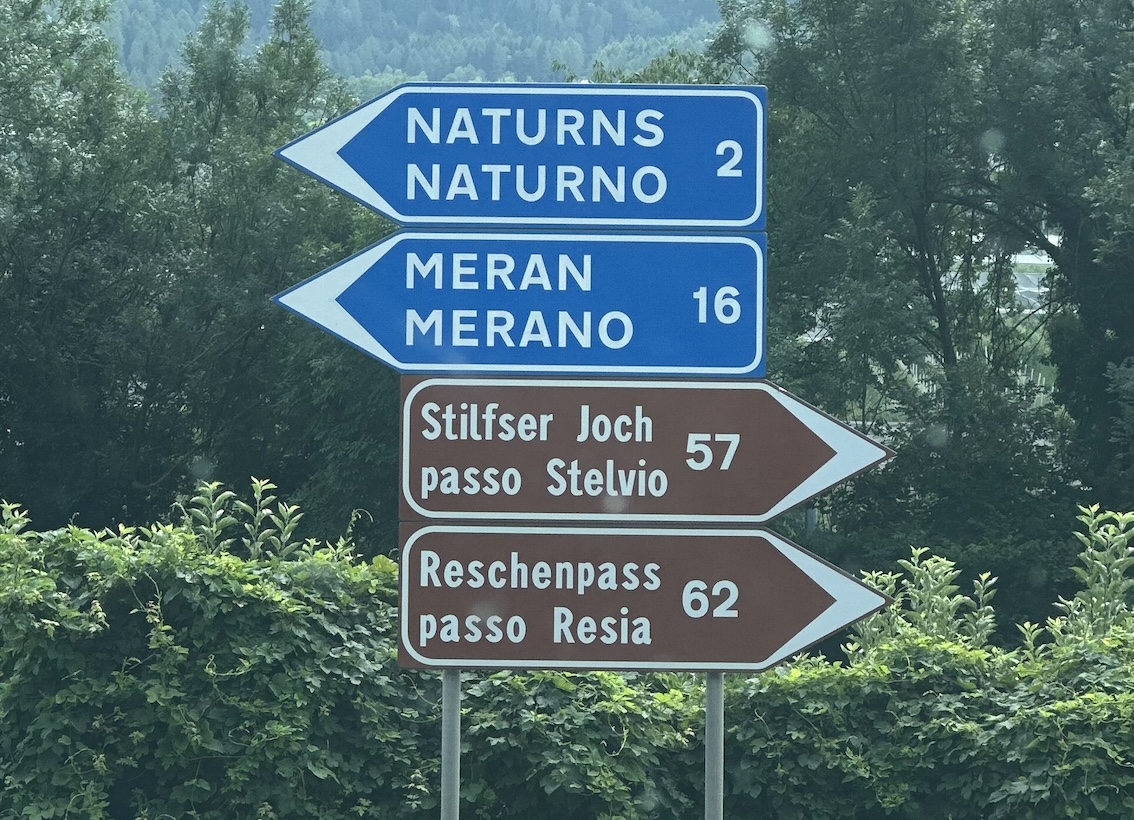 NATURNS
NATURNO 2
MERAN
MERANO 16
Stilfser Joch
passo Stelvio 57
Reschenpass
passo Resia 62